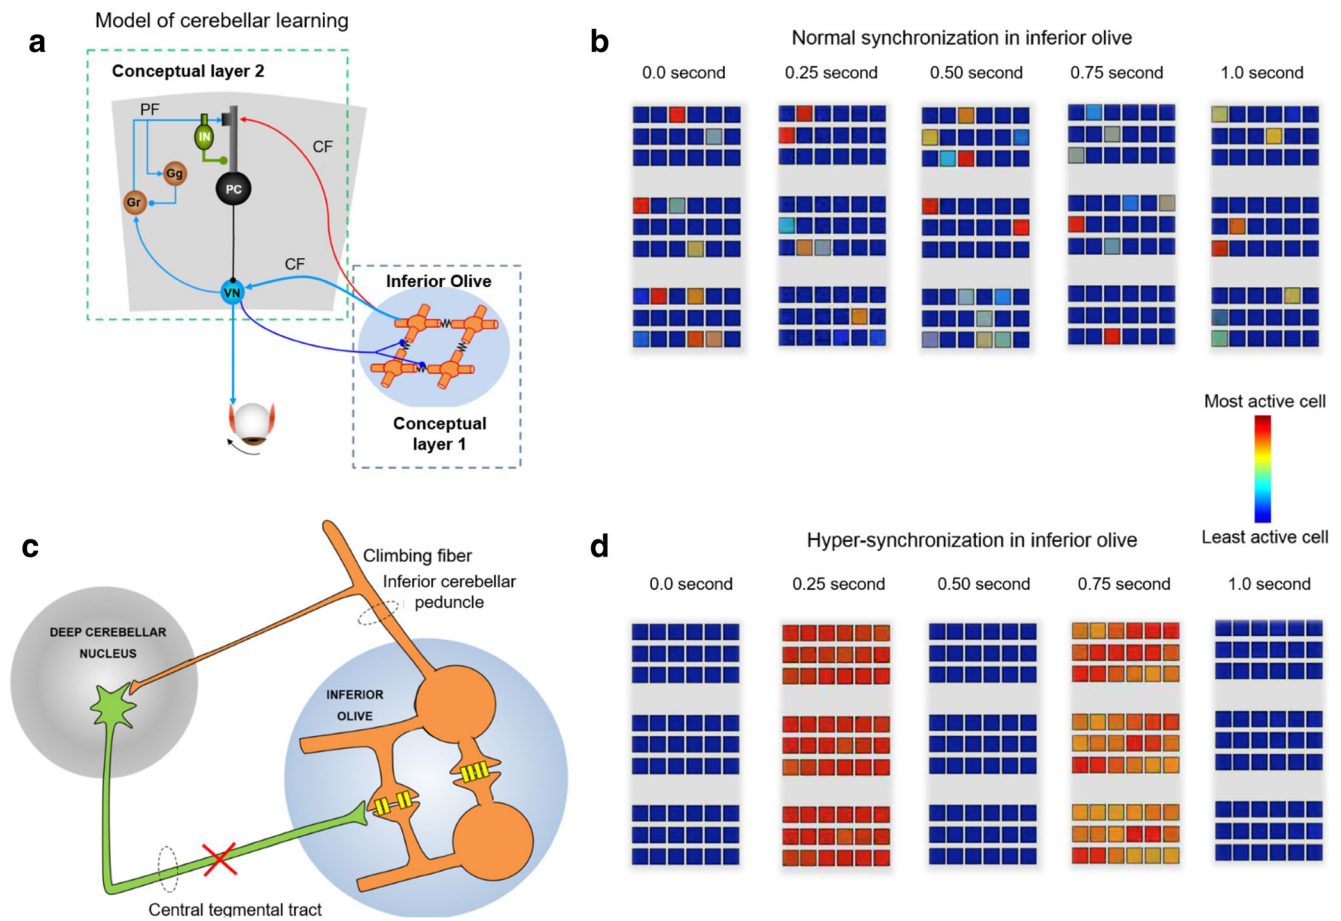 Model of cerebellar learning
a
Conceptual layer 2
PF
IN
CF
Gg
PC
Gr
CF
VN
Inferior Olive
Conceptual
layer 1
b
Normal synchronization in inferior olive
0.0 second
0.25 second
0.50 second
0.75 second
1.0 second
Most active cell
Least active cell
c
Climbing fiber
Inferior cerebellar
peduncle
DEEP CEREBELLAR
NUCLEUS
INFERIOR
OLIVE
Central tegmental tract
d
Hyper-synchronization in inferior olive
0.0 second
0.25 second
0.50 second
0.75 second
1.0 second